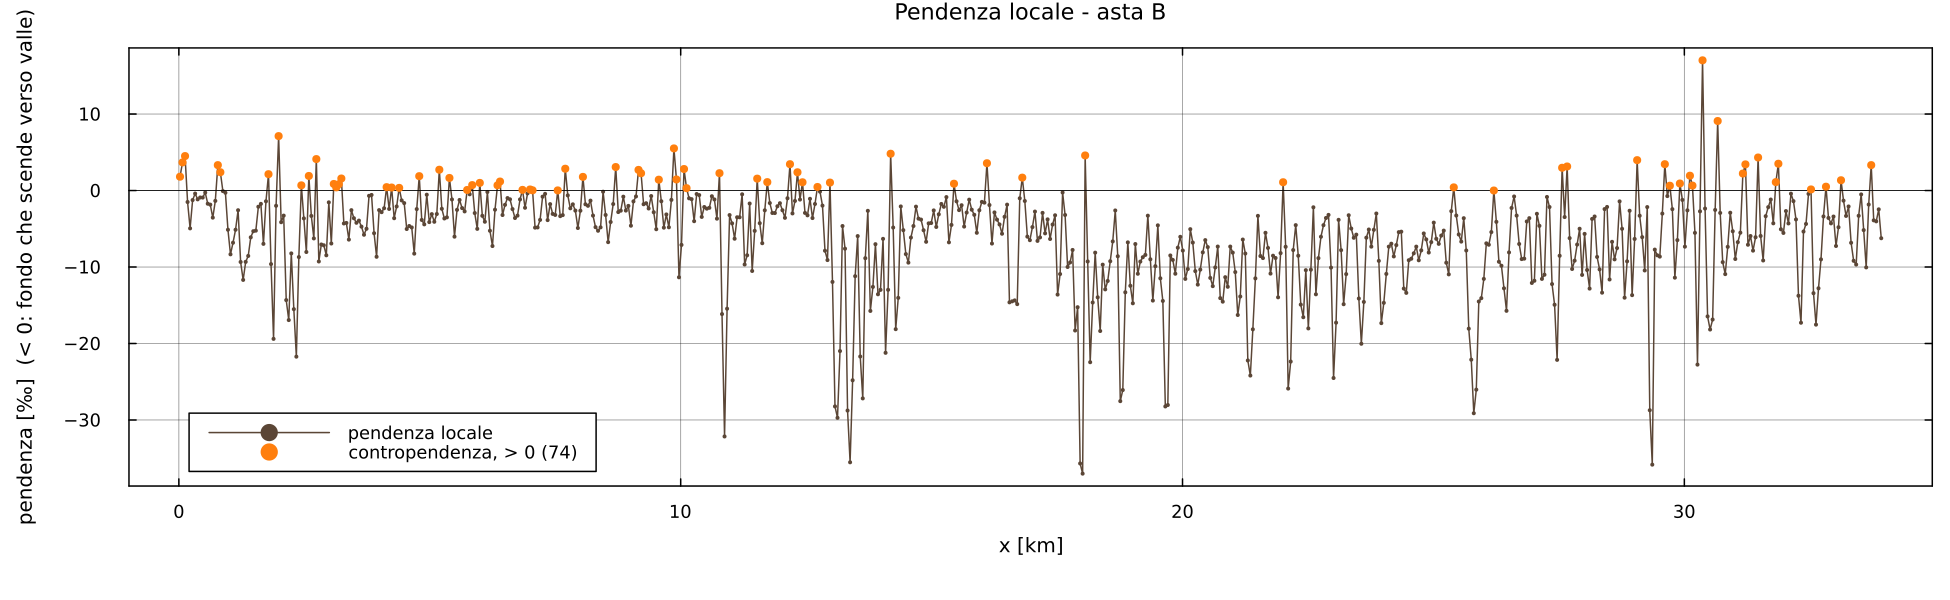 Pendenza locale - asta B
pendenza [‰]  (< 0: fondo che scende verso valle)
10
0
−10
−20
−30
pendenza locale
contropendenza, > 0 (74)
0
10
20
30
x [km]